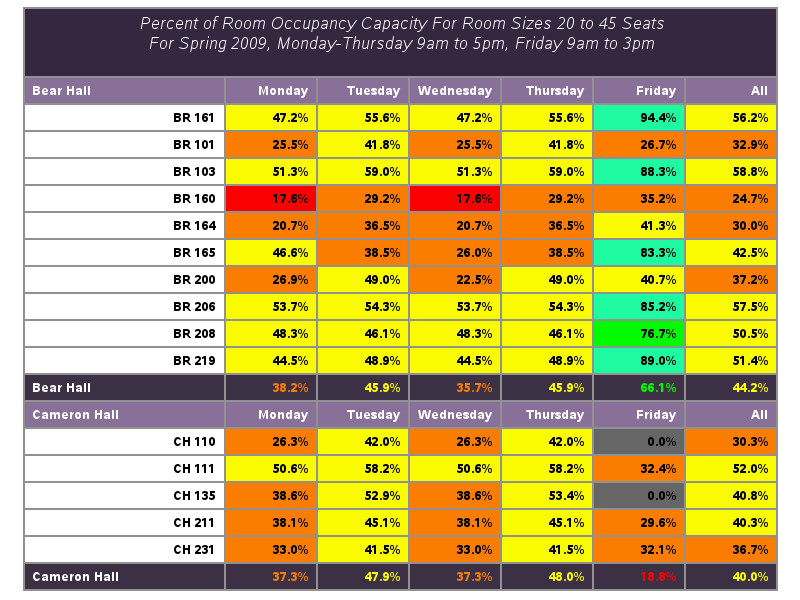 Percent of Room Occupancy Capacity For Room Sizes 20 to 45 Seats
For Spring 2009, Monday-Thursday 9am to 5pm, Friday 9am to 3pm
Bear Hall Monday Tuesday Wednesday Thursday Friday All
BR 161 47.2% 55.6% 47.2% 55.6% 94.4% 56.2%
BR 101 25.5% 41.8% 25.5% 41.8% 26.7% 32.9%
BR 103 51.3% 59.0% 51.3% 59.0% 88.3% 58.8%
BR 160 17.6% 29.2% 17.6% 29.2% 35.2% 24.7%
BR 164 20.7% 36.5% 20.7% 36.5% 41.3% 30.0%
BR 165 46.6% 38.5% 26.0% 38.5% 83.3% 42.5%
BR 200 26.9% 49.0% 22.5% 49.0% 40.7% 37.2%
BR 206 53.7% 54.3% 53.7% 54.3% 85.2% 57.5%
BR 208 48.3% 46.1% 48.3% 46.1% 76.7% 50.5%
BR 219 44.5% 48.9% 44.5% 48.9% 89.0% 51.4%
Bear Hall 38.2% 45.9% 35.7% 45.9% 66.1% 44.2%
Cameron Hall Monday Tuesday Wednesday Thursday Friday All
CH 110 26.3% 42.0% 26.3% 42.0% 0.0% 30.3%
CH 111 50.6% 58.2% 50.6% 58.2% 32.4% 52.0%
CH 135 38.6% 52.9% 38.6% 53.4% 0.0% 40.8%
CH 211 38.1% 45.1% 38.1% 45.1% 29.6% 40.3%
CH 231 33.0% 41.5% 33.0% 41.5% 32.1% 36.7%
Cameron Hall 37.3% 47.9% 37.3% 48.0% 18.8% 40.0%